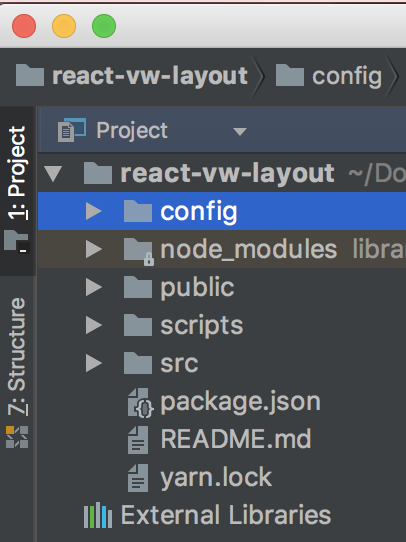 react-vw-layout config
Project
1: Project
react-vw-layout ~/Do
config
node_modules libra
public
scripts
src
package.json
README.md
yarn.lock
External Libraries
Z: Structure